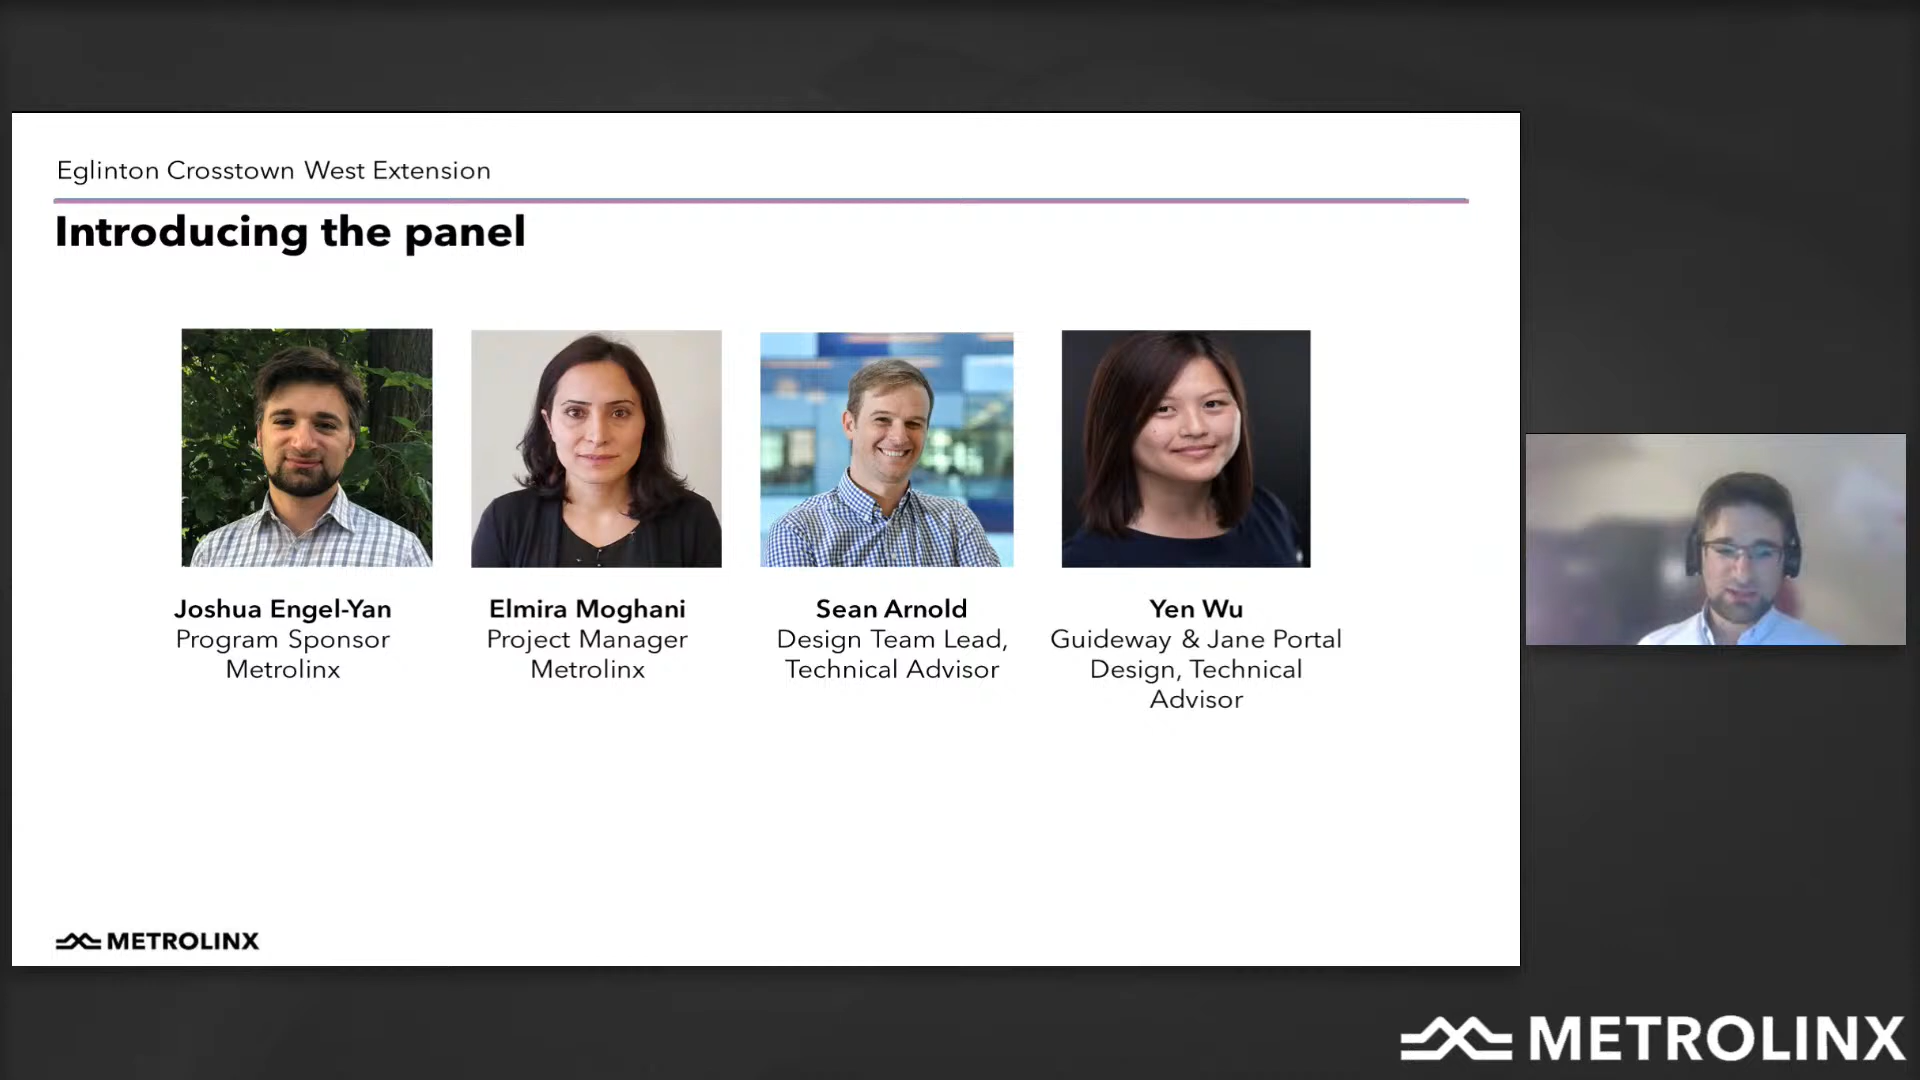 Eglinton Crosstown West Extension
Introducing the panel
Joshua Engel-Yan
Program Sponsor
Metrolinx
Elmira Moghani
Project Manager
Metrolinx
Sean Arnold
Design Team Lead,
Technical Advisor
Yen Wu
Guideway & Jane Portal
Design, Technical
Advisor
METROLINX
METROLINX